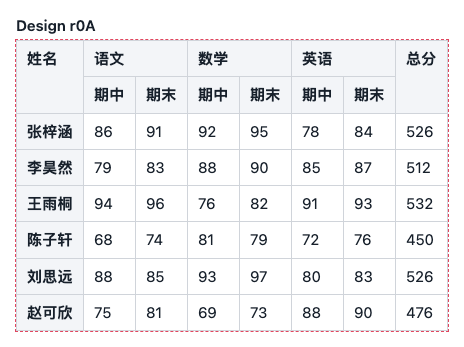 Design r0A
姓名 语文 数学 英语 总分
期中 期末 期中 期末 期中 期末
张梓涵 86 91 92 95 78 84 526
李昊然 79 83 88 90 85 87 512
王雨桐 94 96 76 82 91 93 532
陈子轩 68 74 81 79 72 76 450
刘思远 88 85 93 97 80 83 526
赵可欣 75 81 69 73 88 90 476